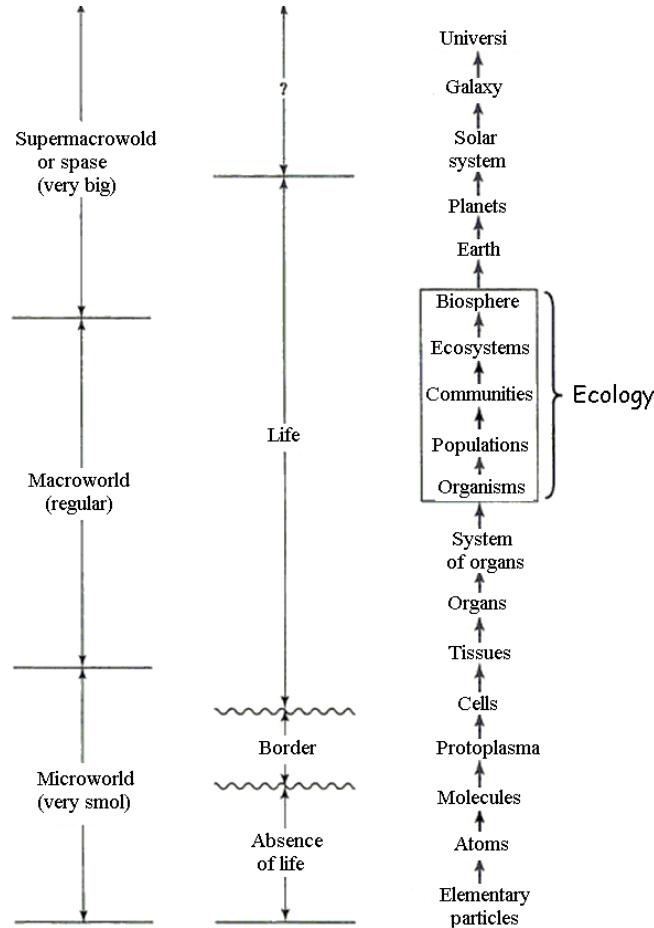 Supermacrowold
or spase
(very big)
Macroworld
(regular)
Microworld
(very smol)
?
Life
Border
Absence
of life
Universi
Galaxy
Solar
system
Planets
Earth
Biosphere
Ecosystems
Communities
Populations
Organisms
System
of organs
Organs
Tissues
Cells
Protoplasma
Molecules
Atoms
Elementary
particles
Ecology